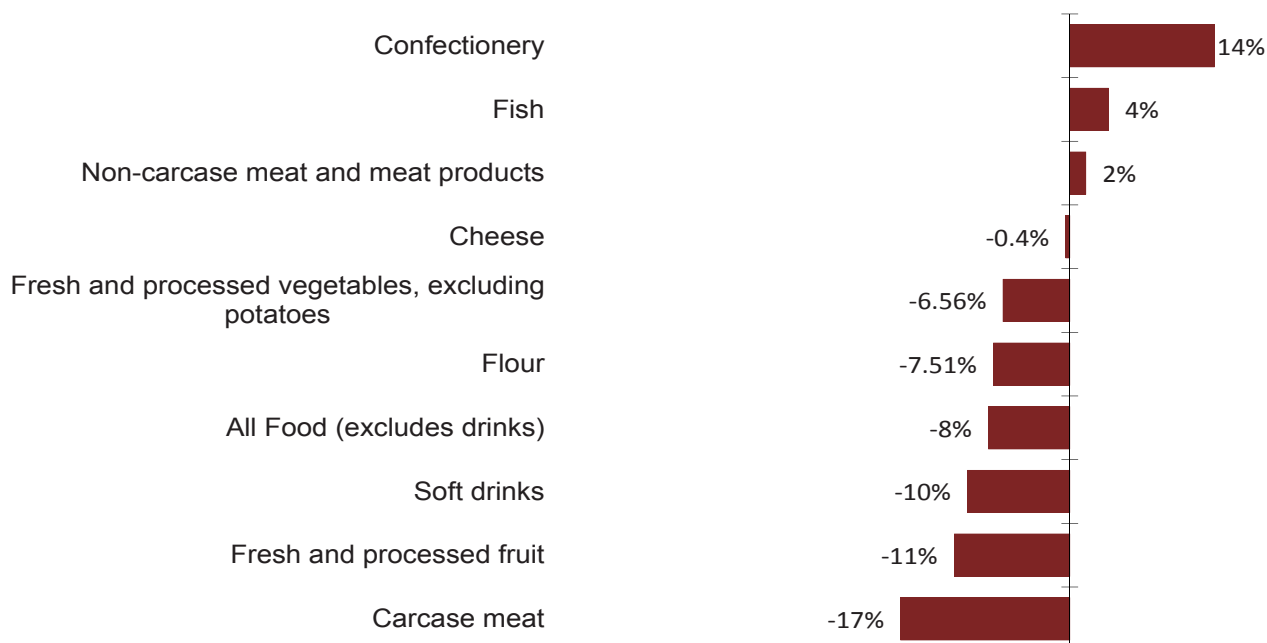 Confectionery 14%
Fish 4%
Non-carcase meat and meat products 2%
Cheese -0.4%
Fresh and processed vegetables, excluding
potatoes -6.56%
Flour -7.51%
All Food (excludes drinks) -8%
Soft drinks -10%
Fresh and processed fruit -11%
Carcase meat -17%